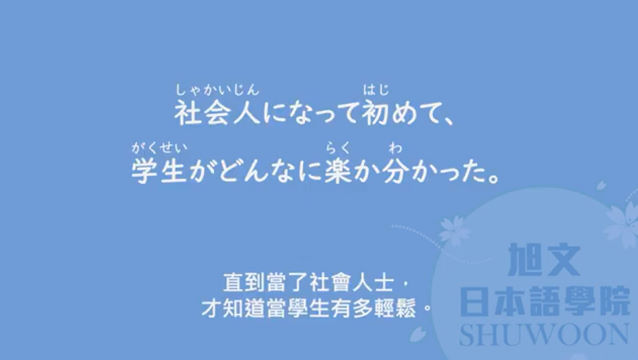 しゃかいじん はじ
社会人になって初めて、
がくせい らく わ
学生がどんなに楽か分かった。
直到當了社會人士，
才知道當學生有多輕鬆。
旭文
日本語學院
SHUWOON